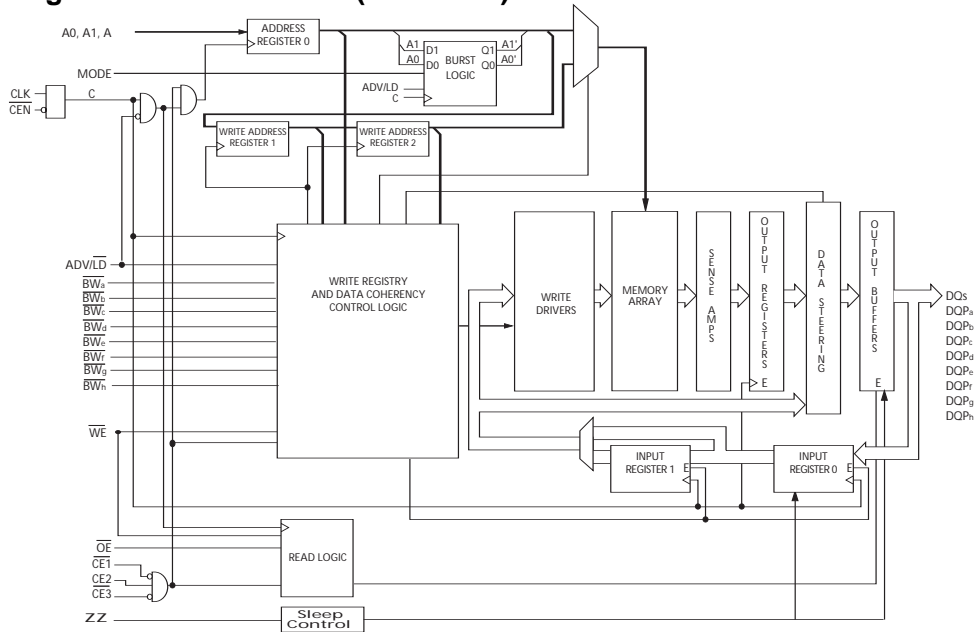 ADDRESS
REGISTER 0
A0, A1, A
A1
A0
D1
D0
BURST
LOGIC
Q1
Q0
A1'
A0'
MODE
ADV/LD
C
CLK
CEN
C
WRITE ADDRESS
REGISTER 1
WRITE ADDRESS
REGISTER 2
ADV/LD
BWa
BWb
BWc
BWd
BWe
BWf
BWg
BWh
WE
WRITE REGISTRY
AND DATA COHERENCY
CONTROL LOGIC
WRITE
DRIVERS
MEMORY
ARRAY
SENSE AMPS
OUTPUT REGISTERS
E
DATA STEERING
OUTPUT BUFFERS
E
DQs
DQPa
DQPb
DQPc
DQPd
DQPe
DQPf
DQPg
DQPh
INPUT
REGISTER 1
E
INPUT
REGISTER 0
E
OE
CE1
CE2
CE3
READ LOGIC
ZZ
Sleep
Control